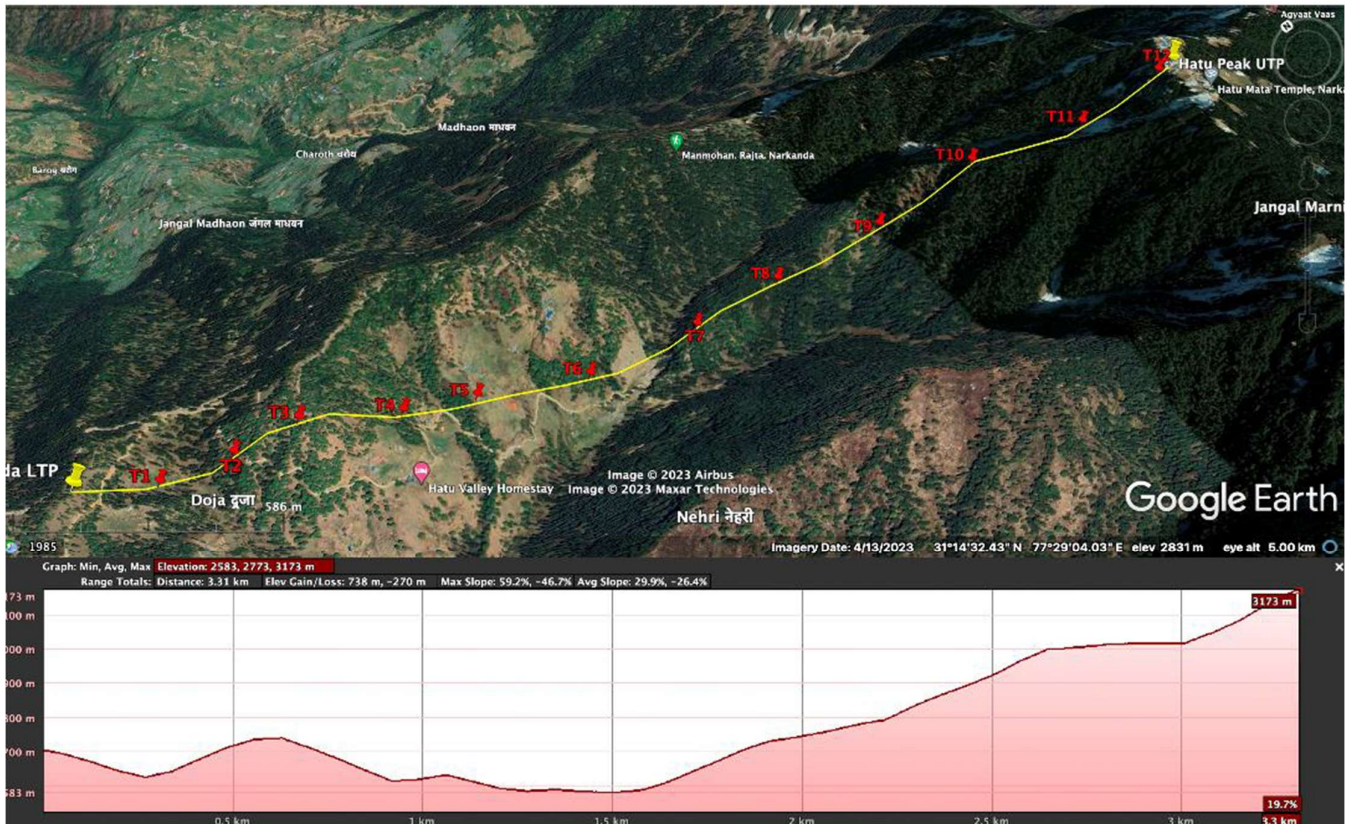 Agyaat Vaas
T12
Hatu Peak UTP
Hatu Mata Temple, Narka
T11
Madhaon माधवन
Manmohan. Rajta, Narkanda
Charoth चरौथ
T10
Jangal Madhaon जंगल माधवन
Jangal Marni
T9
T8
T7
T6
T5
T4
T3
T2
T1
da LTP
Doja दूजा
586 m
Hatu Valley Homestay
Image © 2023 Airbus
Image © 2023 Maxar Technologies
Nehri नेहरी
Google Earth
1985
Imagery Date: 4/13/2023 31°14'32.43" N 77°29'04.03" E elev 2831 m eye alt 5.00 km
Graph: Min, Avg, Max Elevation: 2583, 2773, 3173 m
Range Totals: Distance: 3.31 km Elev Gain/Loss: 738 m, -270 m Max Slope: 59.2%, -46.7% Avg Slope: 29.9%, -26.4%
173 m
3173 m
100 m
000 m
900 m
800 m
700 m
583 m
19.7%
0.5 km 1 km 1.5 km 2 km 2.5 km 3 km 3.3 km